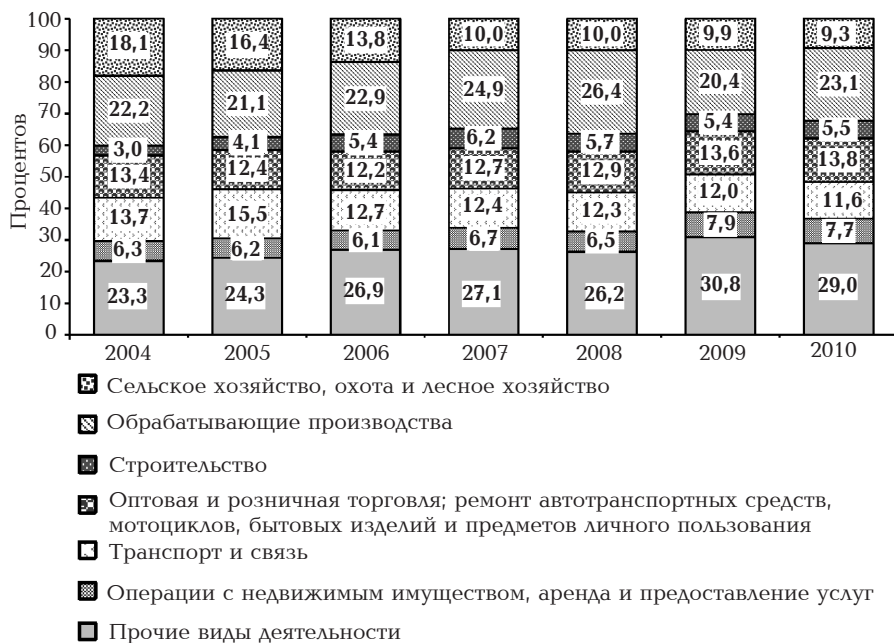 Процентов
100
90
80
70
60
50
40
30
20
10
0
18,1 16,4 13,8 10,0 10,0 9,9 9,3
22,2 21,1 22,9 24,9 26,4 20,4 23,1
3,0 4,1 5,4 6,2 5,7 5,4 5,5
13,4 12,4 12,2 12,7 12,9 13,6 13,8
13,7 15,5 12,7 12,4 12,3 12,0 11,6
6,3 6,2 6,1 6,7 6,5 7,9 7,7
23,3 24,3 26,9 27,1 26,2 30,8 29,0
2004 2005 2006 2007 2008 2009 2010
Сельское хозяйство, охота и лесное хозяйство
Обрабатывающие производства
Строительство
Оптовая и розничная торговля; ремонт автотранспортных средств,
мотоциклов, бытовых изделий и предметов личного пользования
Транспорт и связь
Операции с недвижимым имуществом, аренда и предоставление услуг
Прочие виды деятельности